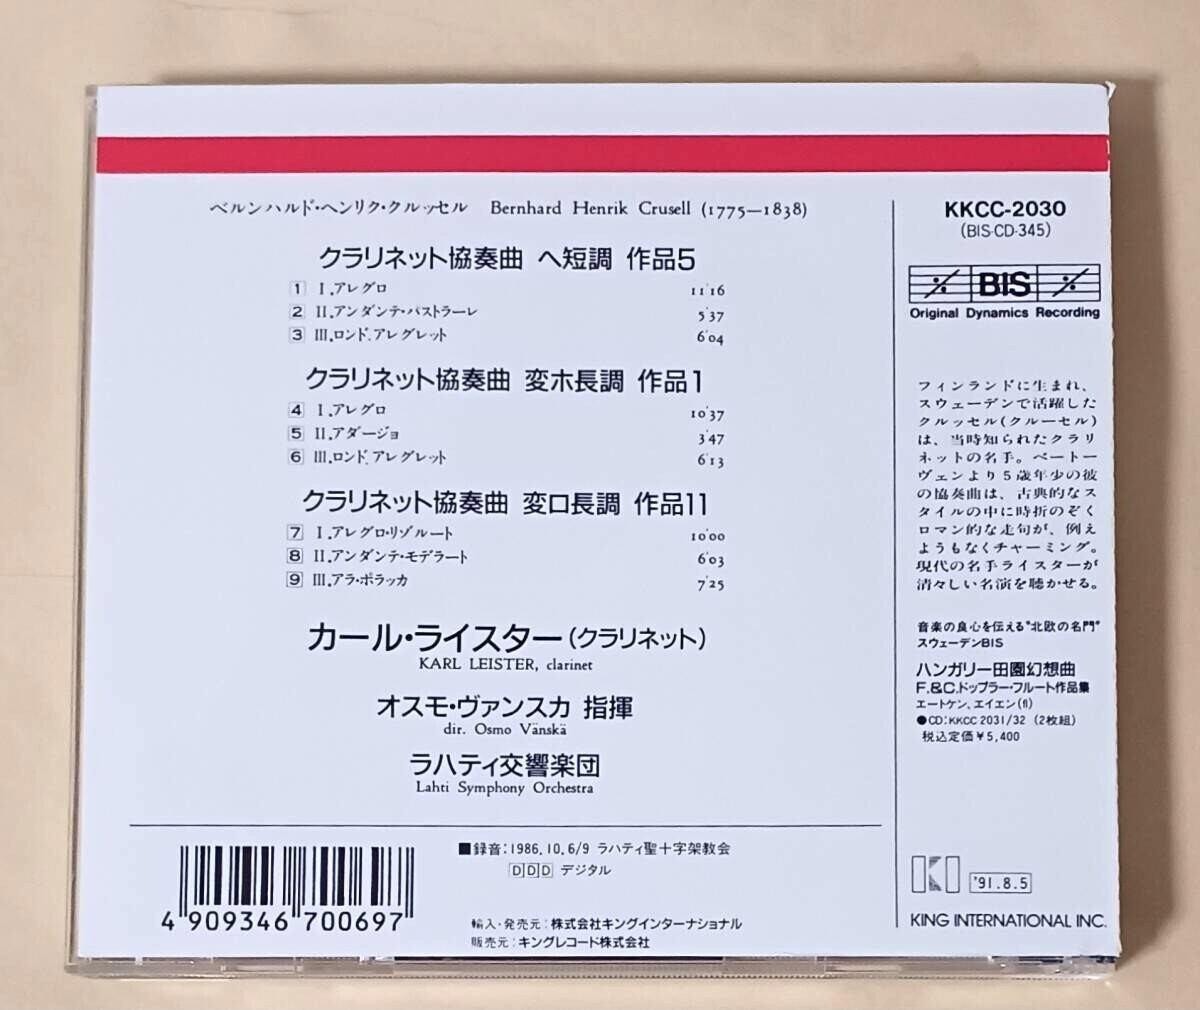 ベルンハルド・ヘンリク・クルッセル Bernhard Henrik Crusell (1775—1838)
クラリネット協奏曲 ヘ短調 作品5
1 I.アレグロ 11'16
2 II.アンダンテ・パストラーレ 5'37
3 III.ロンド.アレグレット 6'04
クラリネット協奏曲 変ホ長調 作品1
4 I.アレグロ 10'37
5 II.アダージョ 3'47
6 III.ロンド.アレグレット 6'13
クラリネット協奏曲 変ロ長調 作品11
7 I.アレグロ・リゾルート 10'00
8 II.アンダンテ・モデラート 6'03
9 III.アラ・ポラッカ 7'25
カール・ライスター(クラリネット)
KARL LEISTER, clarinet
オスモ・ヴァンスカ 指揮
dir. Osmo Vänskä
ラハティ交響楽団
Lahti Symphony Orchestra
■録音:1986.10.6/9 ラハティ聖十字架教会
DDD デジタル
4 909346 700697
輸入・発売元:株式会社キングインターナショナル
販売元:キングレコード株式会社
KKCC-2030
(BIS-CD-345)
BIS
Original Dynamics Recording
フィンランドに生まれ、
スウェーデンで活躍した
クルッセル(クルーセル)
は、当時知られたクラリ
ネットの名手。ベートー
ヴェンより5歳年少の彼
の協奏曲は、古典的なス
タイルの中に時折のぞく
ロマン的な走句が、例え
ようもなくチャーミング。
現代の名手ライスターが
清々しい名演を聴かせる。
音楽の良心を伝える"北欧の名門"
スウェーデンBIS
ハンガリー田園幻想曲
F.&C.ドップラー・フルート作品集
エートケン、エイエン(fl)
●CD:KKCC 2031/32 (2枚組)
税込定価¥5,400
KI '91.8.5
KING INTERNATIONAL INC.